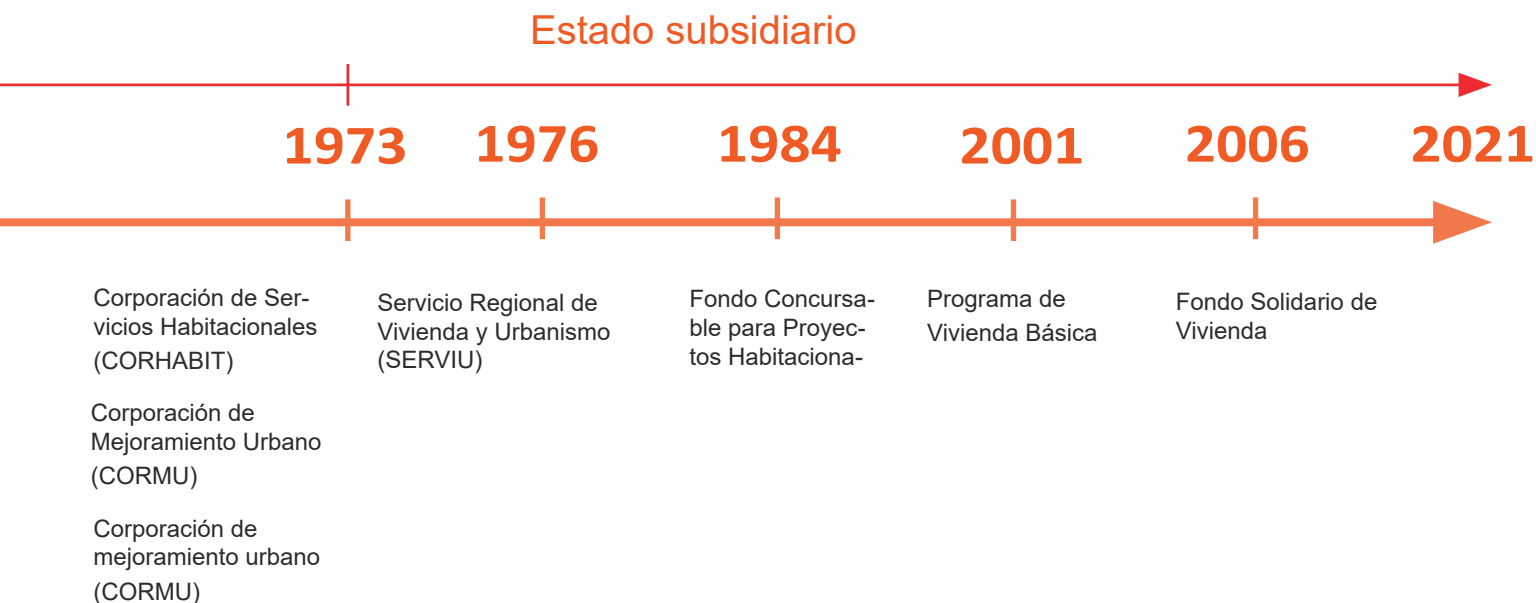 Estado subsidiario
1973
1976
1984
2001
2006
2021
Corporación de Ser-
vicios Habitacionales
(CORHABIT)
Corporación de
Mejoramiento Urbano
(CORMU)
Corporación de
mejoramiento urbano
(CORMU)
Servicio Regional de
Vivienda y Urbanismo
(SERVIU)
Fondo Concursa-
ble para Proyec-
tos Habitaciona-
Programa de
Vivienda Básica
Fondo Solidario de
Vivienda